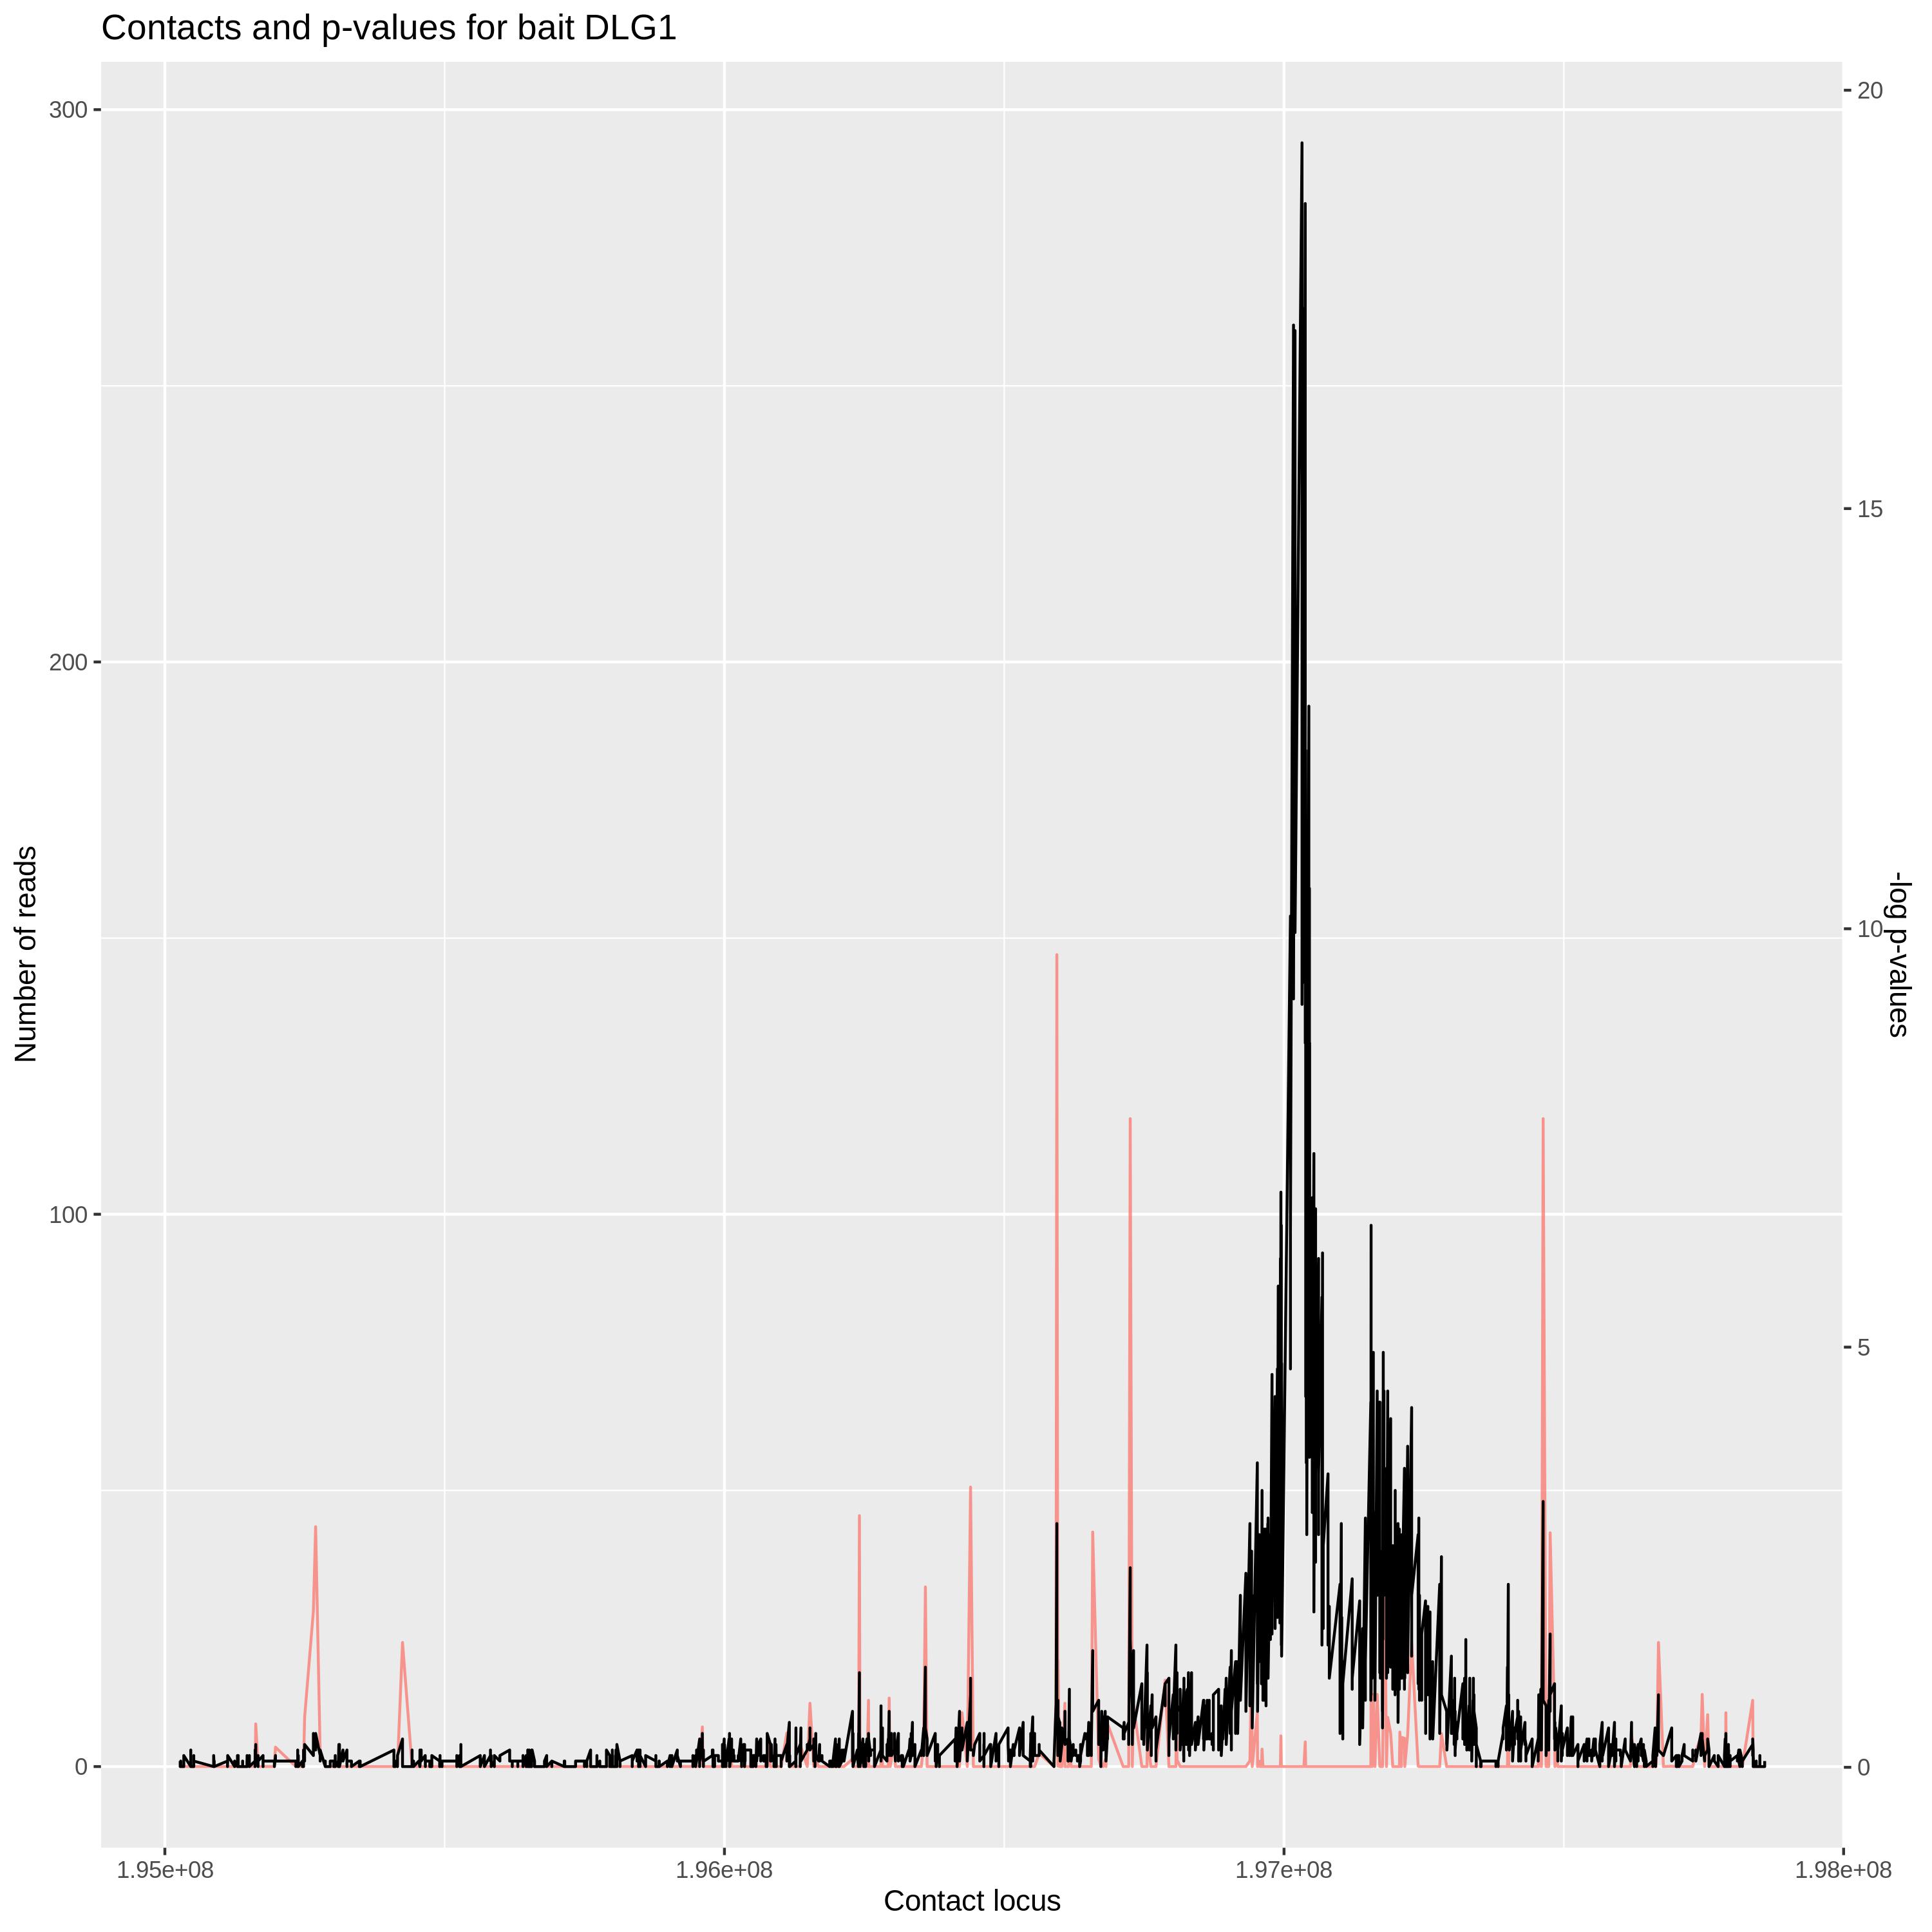 Contacts and p-values for bait DLG1
300
200
100
0
Number of reads
20
15
10
5
0
-log p-values
1.95e+08
1.96e+08
1.97e+08
1.98e+08
Contact locus